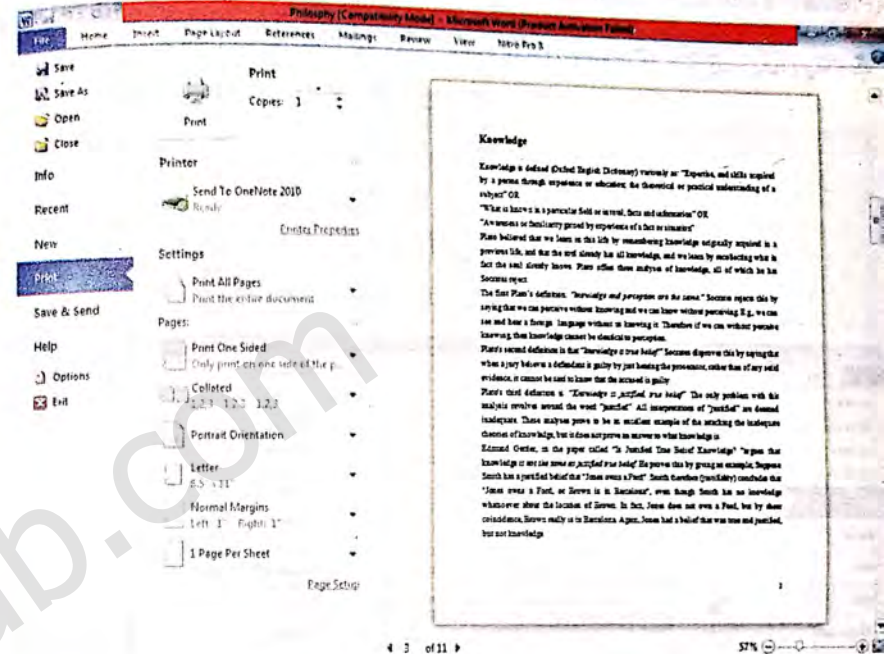 Philosophy [Compatibility Mode] - Microsoft Word (Product Activation Failed)
File Home Insert Page Layout References Mailings Review View Nitro Pro 8
Save
Save As
Open
Close
Info
Recent
New
Print
Save & Send
Help
Options
Exit
Print
Copies: 1
Print
Printer
Send To OneNote 2010
Ready
Printer Properties
Settings
Print All Pages
Print the entire document
Pages:
Print One Sided
Only print on one side of the p...
Collated
1,2,3 1,2,3 1,2,3
Portrait Orientation
Letter
8.5 x 11"
Normal Margins
Left: 1" Right: 1"
1 Page Per Sheet
Page Setup
Knowledge
Knowledge is defined (Oxford English Dictionary) variously as "Expertise, and skills acquired
by a person through experience or education; the theoretical or practical understanding of a
subject" OR
"What is known in a particular field or in total, facts and information" OR
"Awareness or familiarity gained by experience of a fact or situation"
Plato believed that we learn in this life by remembering knowledge originally acquired in a
previous life, and that the soul already has all knowledge, and we learn by recollecting what in
fact the soul already knows. Plato offers three analyses of knowledge, all of which he has
Socrates reject.
The first Plato's definition: "knowledge and perception are the same." Socrates rejects this by
saying that we can perceive without knowing and we can know without perceiving. E.g., we can
see and hear a foreign language without knowing it. Therefore if we can without perceive
knowing, then knowledge cannot be identical to perception.
Plato's second definition is that "knowledge is true belief" Socrates disproves this by saying that
when a jury believes a defendant is guilty by just hearing the prosecutor, rather than of any solid
evidence, it cannot be said to know that the accused is guilty
Plato's third definition is "Knowledge is justified true belief" The only problem with this
analysis revolves around the word "justified" All interpretations of "justified" are deemed
inadequate. These analyses prove to be an excellent example of the attacking the inadequate
theories of knowledge, but it does not prove an answer to what knowledge is.
Edmund Gettier, in the paper called "Is Justified True Belief Knowledge" "argues that
knowledge is not the same as justified true belief. He proves this by giving an example; Suppose
Smith has a justified belief that "Jones owns a Ford". Smith therefore (justifiably) concludes that
"Jones owns a Ford, or Brown is in Barcelona", even though Smith has no knowledge
whatsoever about the location of Brown. In fact, Jones does not own a Ford, but by sheer
coincidence, Brown really is in Barcelona. Again, Jones had a belief that was true and justified,
but not knowledge
3
3 of 11
57%
ab.com